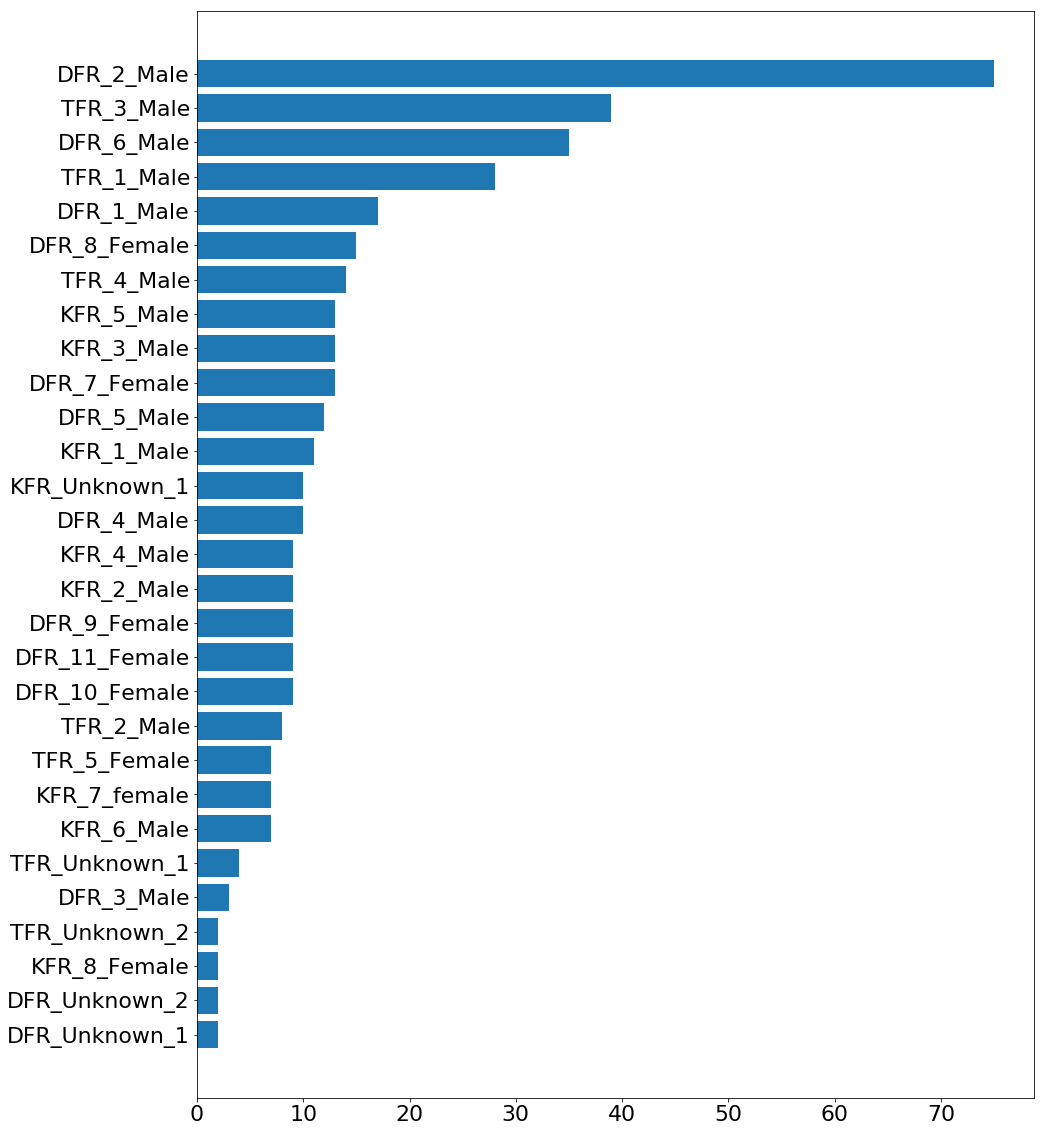 DFR_2_Male
TFR_3_Male
DFR_6_Male
TFR_1_Male
DFR_1_Male
DFR_8_Female
TFR_4_Male
KFR_5_Male
KFR_3_Male
DFR_7_Female
DFR_5_Male
KFR_1_Male
KFR_Unknown_1
DFR_4_Male
KFR_4_Male
KFR_2_Male
DFR_9_Female
DFR_11_Female
DFR_10_Female
TFR_2_Male
TFR_5_Female
KFR_7_female
KFR_6_Male
TFR_Unknown_1
DFR_3_Male
TFR_Unknown_2
KFR_8_Female
DFR_Unknown_2
DFR_Unknown_1
0 10 20 30 40 50 60 70